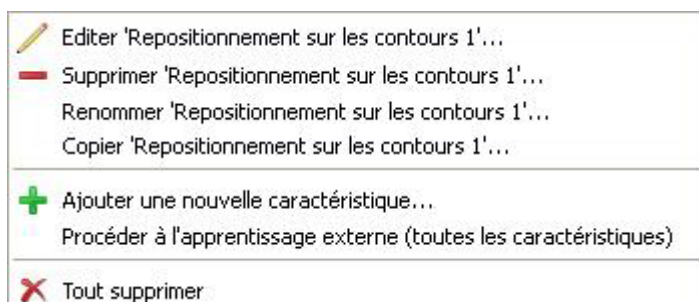 Editer 'Repositionnement sur les contours 1'...
Supprimer 'Repositionnement sur les contours 1'...
Renommer 'Repositionnement sur les contours 1'...
Copier 'Repositionnement sur les contours 1'...
Ajouter une nouvelle caractéristique...
Procéder à l'apprentissage externe (toutes les caractéristiques)
Tout supprimer